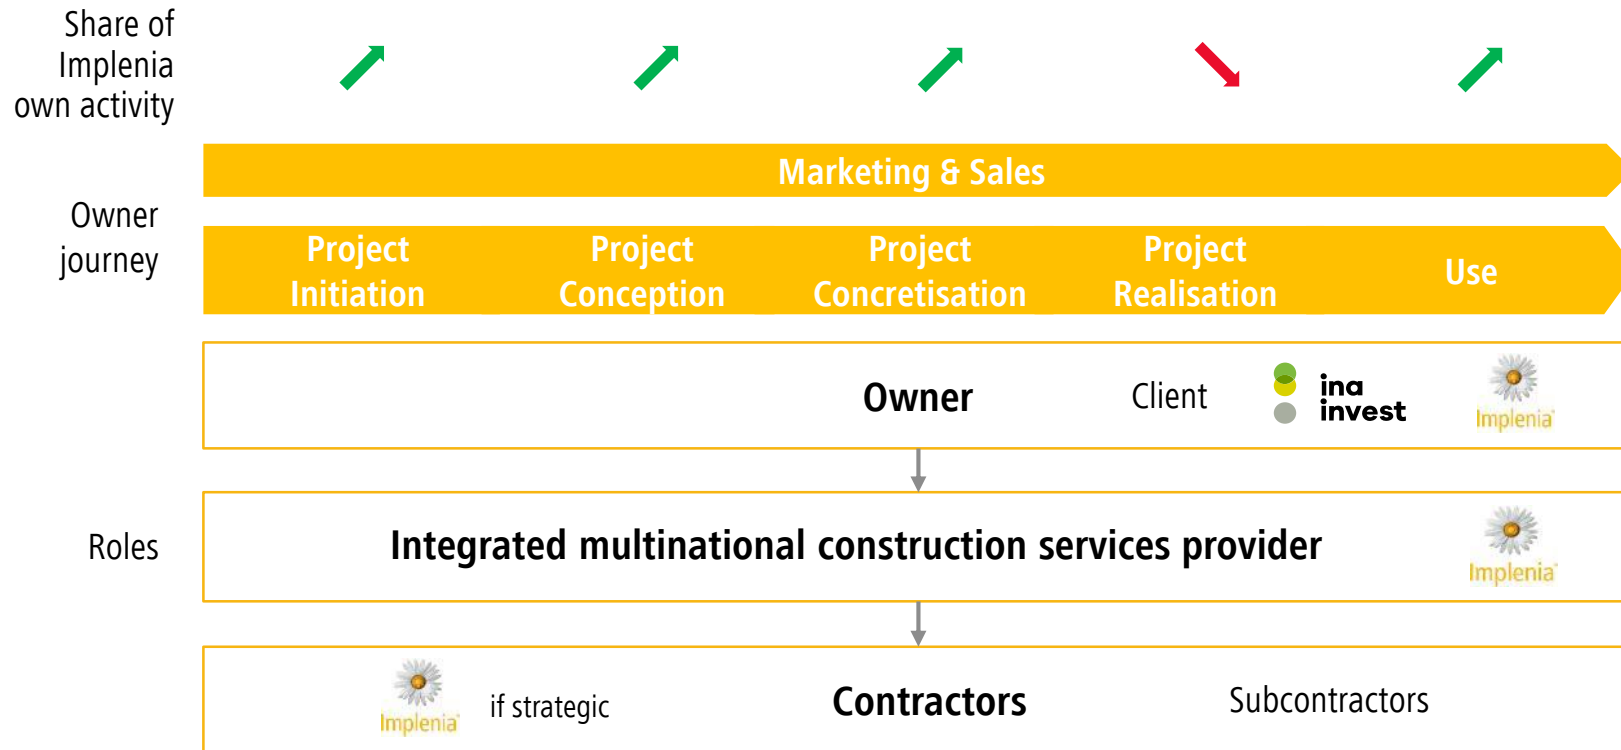 Share of
Implenia
own activity
Marketing & Sales
Owner
journey
Project
Initiation
Project
Conception
Project
Concretisation
Project
Realisation
Use
Owner
Client
ina
invest
Implenia
Roles
Integrated multinational construction services provider
Implenia
Implenia
if strategic
Contractors
Subcontractors